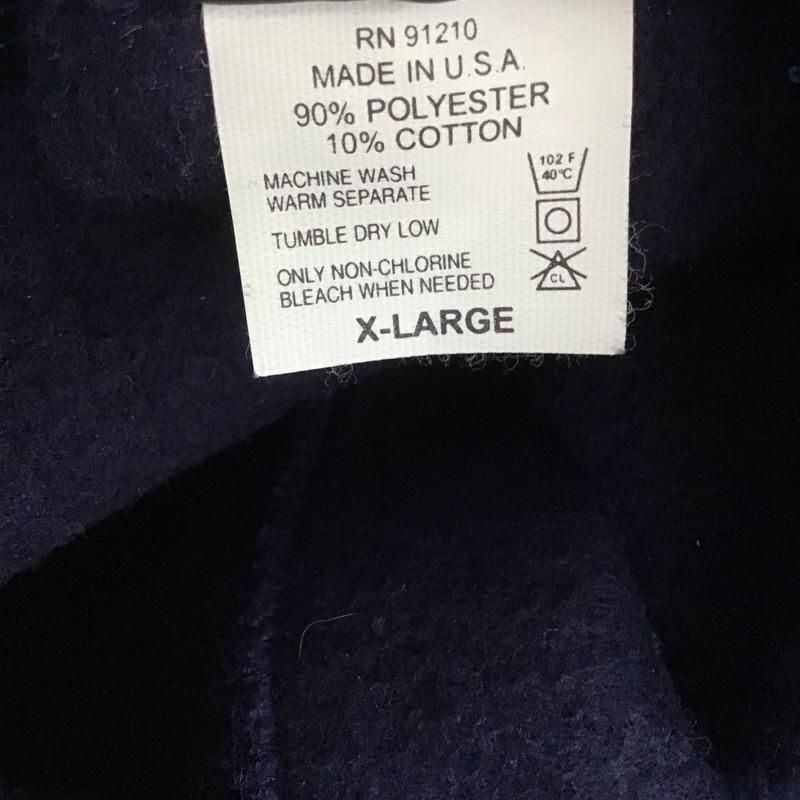 RN 91210
MADE IN U.S.A.
90% POLYESTER
10% COTTON
MACHINE WASH
WARM SEPARATE
102 F
40°C
TUMBLE DRY LOW
ONLY NON-CHLORINE
BLEACH WHEN NEEDED
CL
X-LARGE